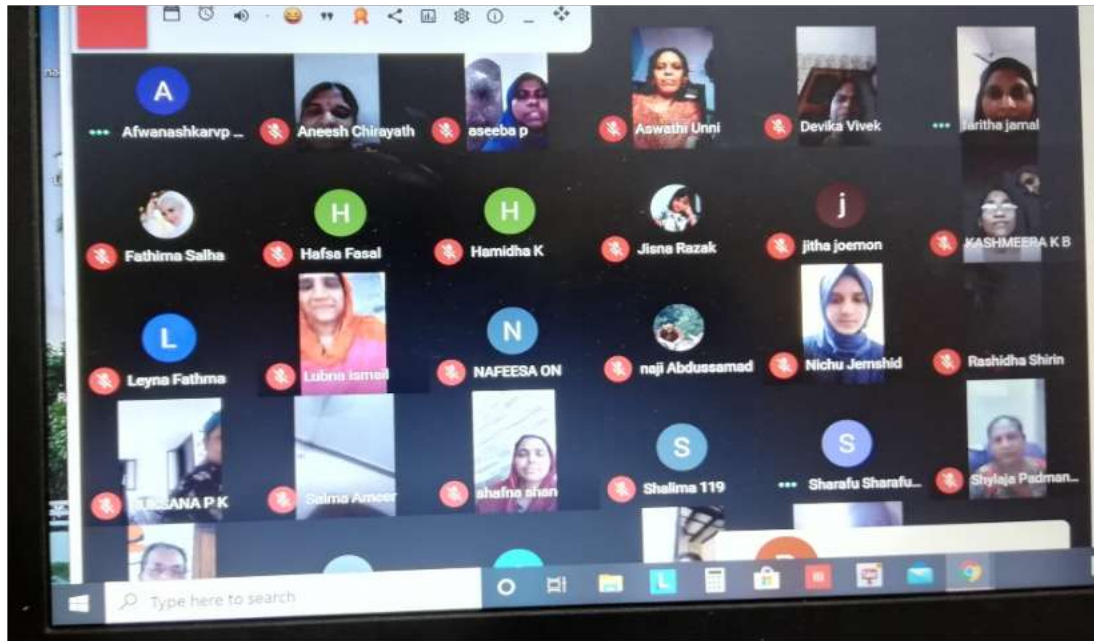 A
Afwanashkarvp ...
Aneesh Chirayath
aseeba p
Aswathi Unni
Devika Vivek
faritha jamal
Fathima Salha
H
Hafsa Fasal
H
Hamidha K
Jisna Razak
j
jitha joemon
KASHMEERA K B
L
Leyna Fathma
Lubna ismail
N
NAFEESA ON
naji Abdussamad
Nichu Jemshid
Rashidha Shirin
P K
Salma Ameer
shafna shan
S
Shalima 119
S
Sharafu Sharafu...
Shylaja Padman...
Type here to search
L